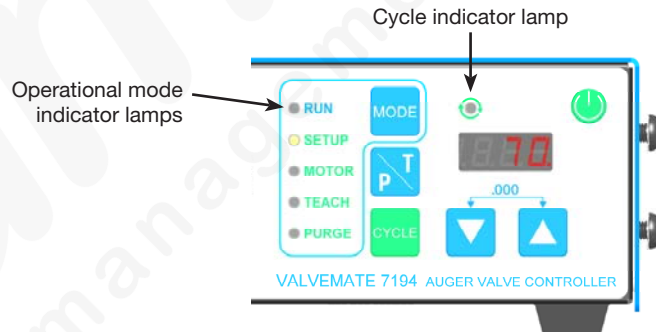 Cycle indicator lamp
Operational mode
indicator lamps
RUN
MODE
SETUP
70.
MOTOR
P T
TEACH
.000
PURGE
CYCLE
VALVEMATE 7194 AUGER VALVE CONTROLLER